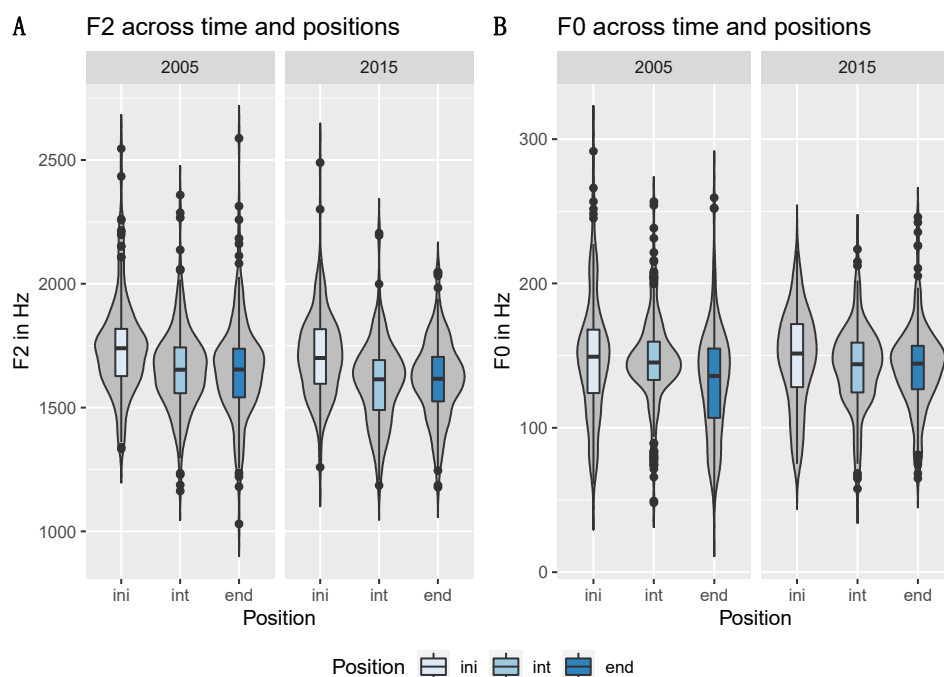 A F2 across time and positions
2005 2015
2500
2000
1500
1000
F2 in Hz
ini int end ini int end
Position
B F0 across time and positions
2005 2015
300
200
100
0
F0 in Hz
ini int end ini int end
Position
Position ini int end